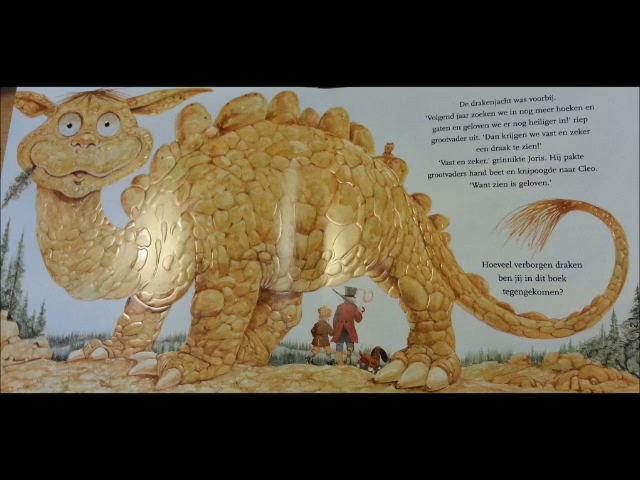 De drakenjacht was voorbij.
'Volgend jaar zoeken we in nog meer hoeken en
gaten en geloven we er nog heiliger in!' riep
grootvader uit. 'Dan krijgen we vast en zeker
een draak te zien!'
'Vast en zeker,' grinnikte Joris. Hij pakte
grootvaders hand beet en knipoogde naar Cleo.
'Want zien is geloven.'
Hoeveel verborgen draken
ben jij in dit boek
tegengekomen?